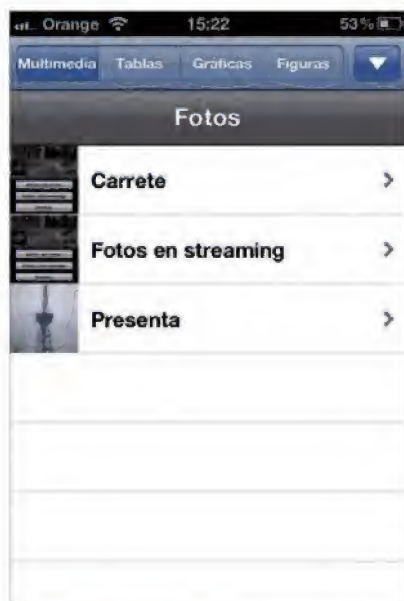 Orange 15:22 53%
Multimedia Tablas Gráficas Figuras
Fotos
Carrete
Fotos en streaming
Presenta